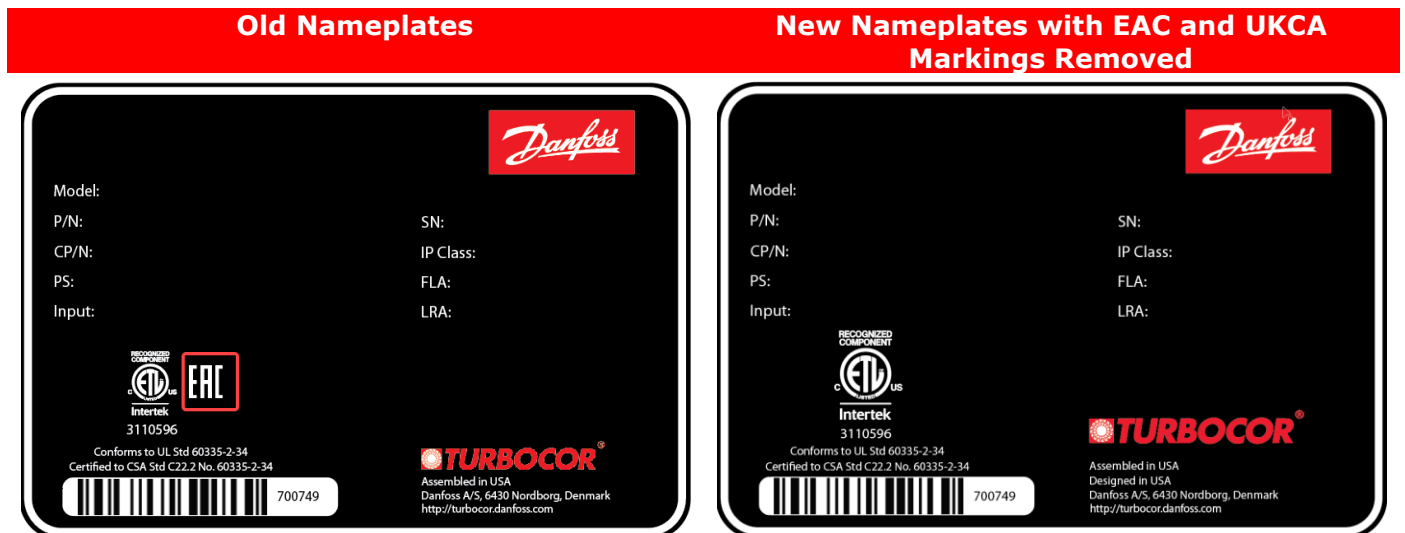 Old Nameplates
Danfoss
Model:
P/N:
SN:
CP/N:
IP Class:
PS:
FLA:
Input:
LRA:
RECOGNIZED
COMPONENT
C ETL US
LISTED
EAC
Intertek
3110596
Conforms to UL Std 60335-2-34
Certified to CSA Std C22.2 No. 60335-2-34
700749
TURBOCOR®
Assembled in USA
Danfoss A/S, 6430 Nordborg, Denmark
http://turbocor.danfoss.com
New Nameplates with EAC and UKCA
Markings Removed
Danfoss
Model:
P/N:
SN:
CP/N:
IP Class:
PS:
FLA:
Input:
LRA:
RECOGNIZED
COMPONENT
C ETL US
LISTED
Intertek
3110596
Conforms to UL Std 60335-2-34
Certified to CSA Std C22.2 No. 60335-2-34
700749
TURBOCOR®
Assembled in USA
Designed in USA
Danfoss A/S, 6430 Nordborg, Denmark
http://turbocor.danfoss.com